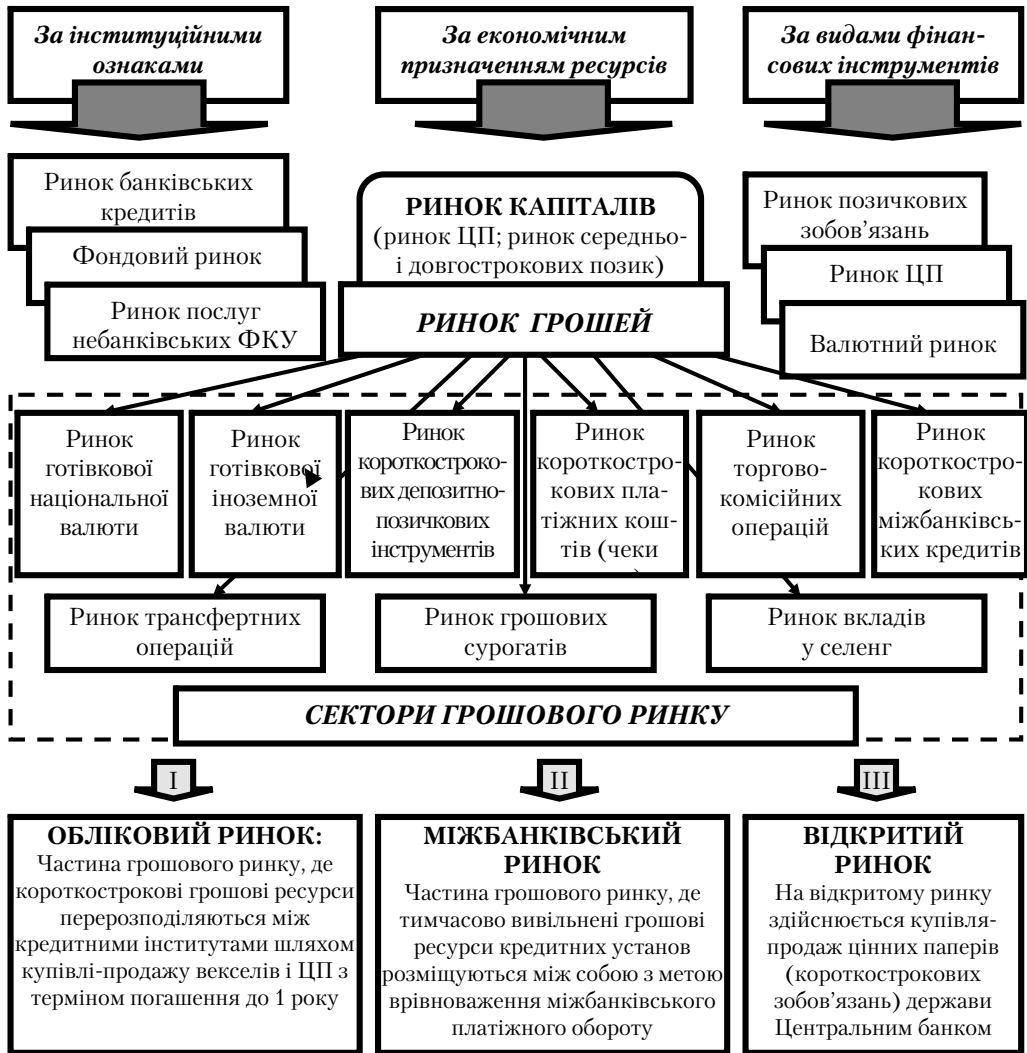 За інституційними
ознаками
За економічним
призначенням ресурсів
За видами фінан-
сових інструментів
Ринок банківських
кредитів
Фондовий ринок
Ринок послуг
небанківських ФКУ
РИНОК КАПІТАЛІВ
(ринок ЦП; ринок середньо-
і довгострокових позик)
РИНОК ГРОШЕЙ
Ринок позичкових
зобов’язань
Ринок ЦП
Валютний ринок
Ринок
готівкової
національної
валюти
Ринок
готівкової
іноземної
валюти
Ринок
короткостроко-
вих депозитно-
позичкових
інструментів
Ринок
короткостро-
кових пла-
тіжних кош-
тів (чеки
Ринок
торгово-
комісійних
операцій
Ринок
короткостро-
кових
міжбанківсь-
ких кредитів
Ринок трансфертних
операцій
Ринок грошових
сурогатів
Ринок вкладів
у селенг
СЕКТОРИ ГРОШОВОГО РИНКУ
I
II
III
ОБЛІКОВИЙ РИНОК:
Частина грошового ринку, де
короткострокові грошові ресурси
перерозподіляються між
кредитними інститутами шляхом
купівлі-продажу векселів і ЦП з
терміном погашення до 1 року
МІЖБАНКІВСЬКИЙ
РИНОК
Частина грошового ринку, де
тимчасово вивільнені грошові
ресурси кредитних установ
розміщуються між собою з метою
врівноваження міжбанківського
платіжного обороту
ВІДКРИТИЙ
РИНОК
На відкритому ринку
здійснюється купівля-
продаж цінних паперів
(короткострокових
зобов’язань) держави
Центральним банком